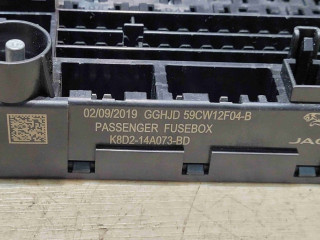 02/09/2019 GGHJD 59CW12F04-B
PASSENGER FUSEBOX
K8D2-14A073-BD
JAG